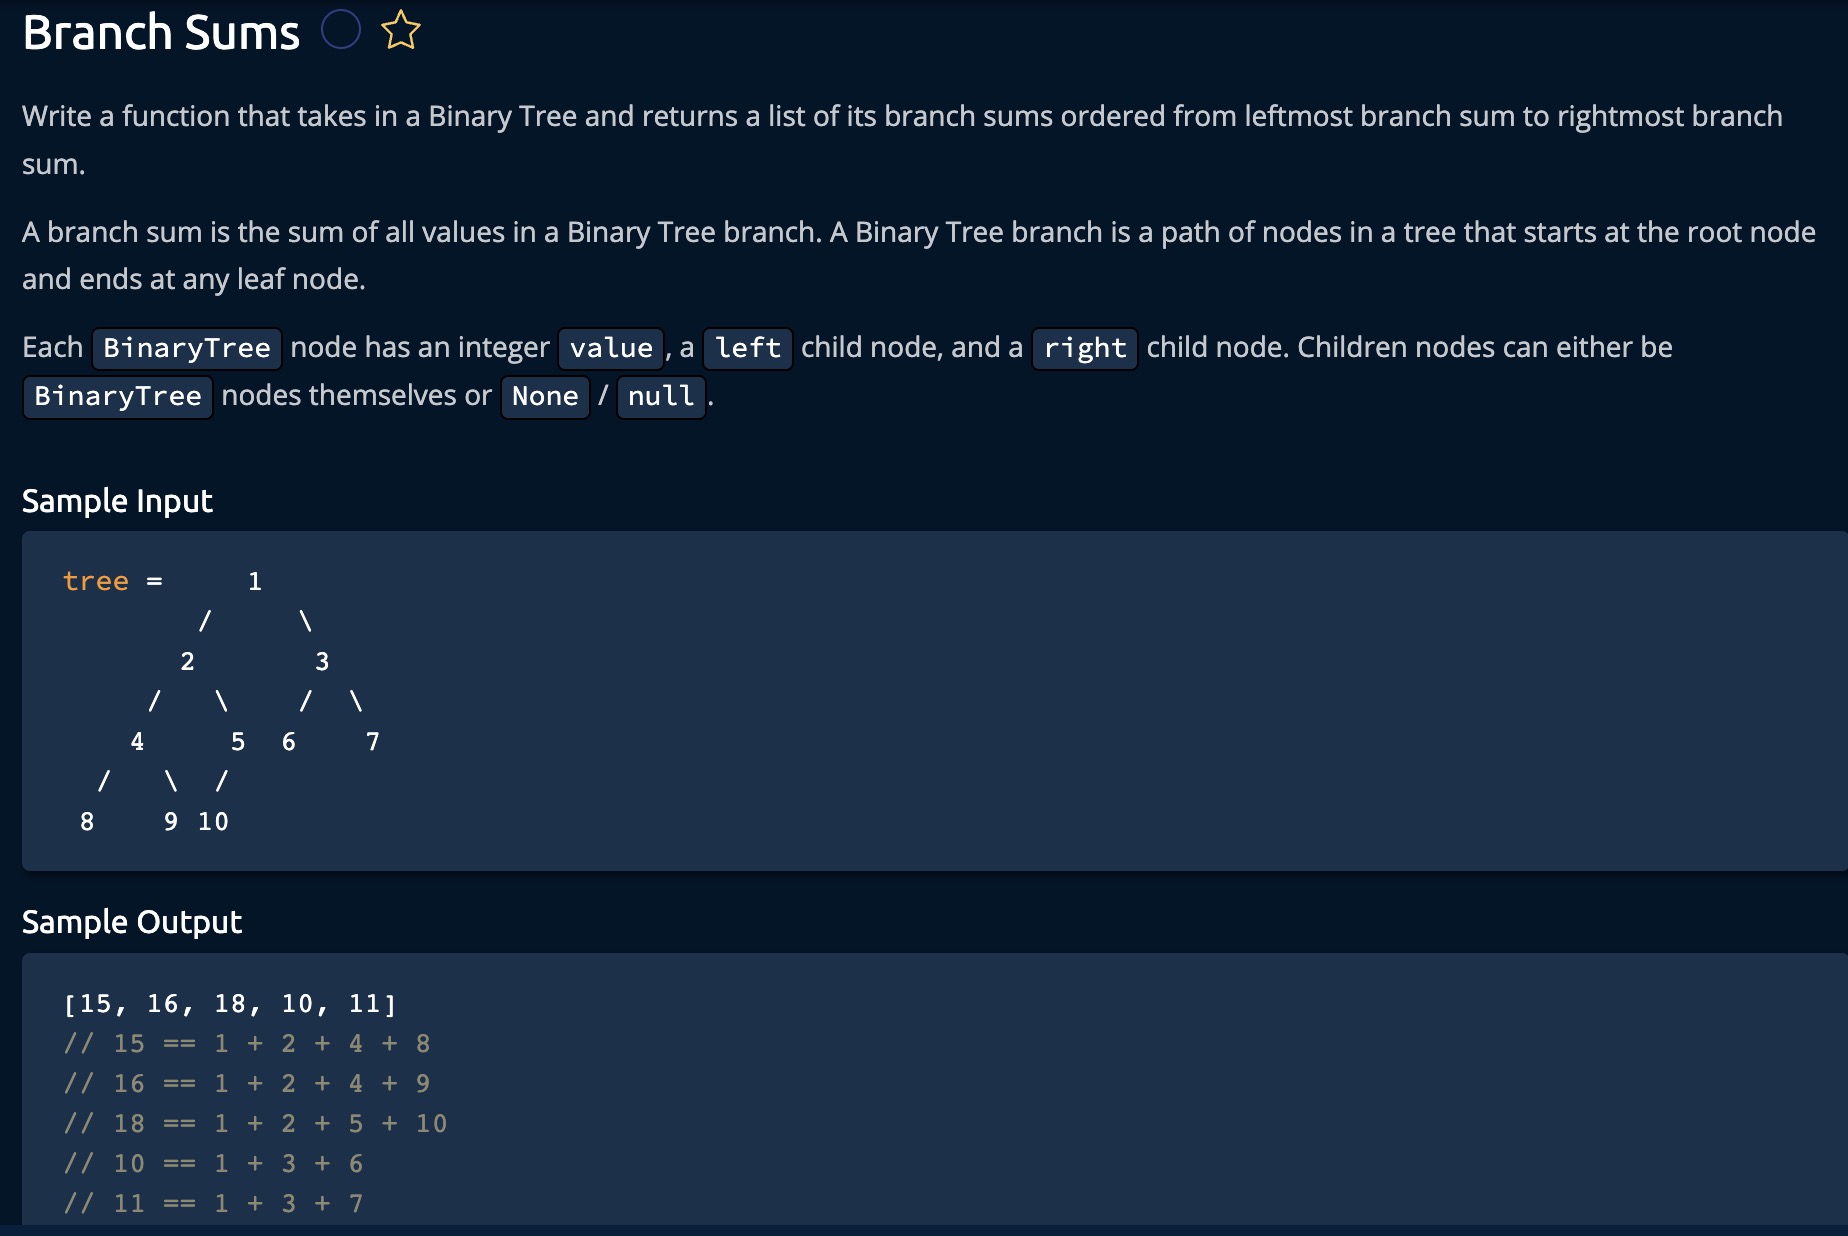 Branch Sums
Write a function that takes in a Binary Tree and returns a list of its branch sums ordered from leftmost branch sum to rightmost branch
sum.
A branch sum is the sum of all values in a Binary Tree branch. A Binary Tree branch is a path of nodes in a tree that starts at the root node
and ends at any leaf node.
Each BinaryTree node has an integer value, a left child node, and a right child node. Children nodes can either be
BinaryTree nodes themselves or None / null.
Sample Input
tree =     1
        /     \
       2       3
     /   \    /  \
    4     5  6    7
  /   \  /
 8    9 10
Sample Output
[15, 16, 18, 10, 11]
// 15 == 1 + 2 + 4 + 8
// 16 == 1 + 2 + 4 + 9
// 18 == 1 + 2 + 5 + 10
// 10 == 1 + 3 + 6
// 11 == 1 + 3 + 7